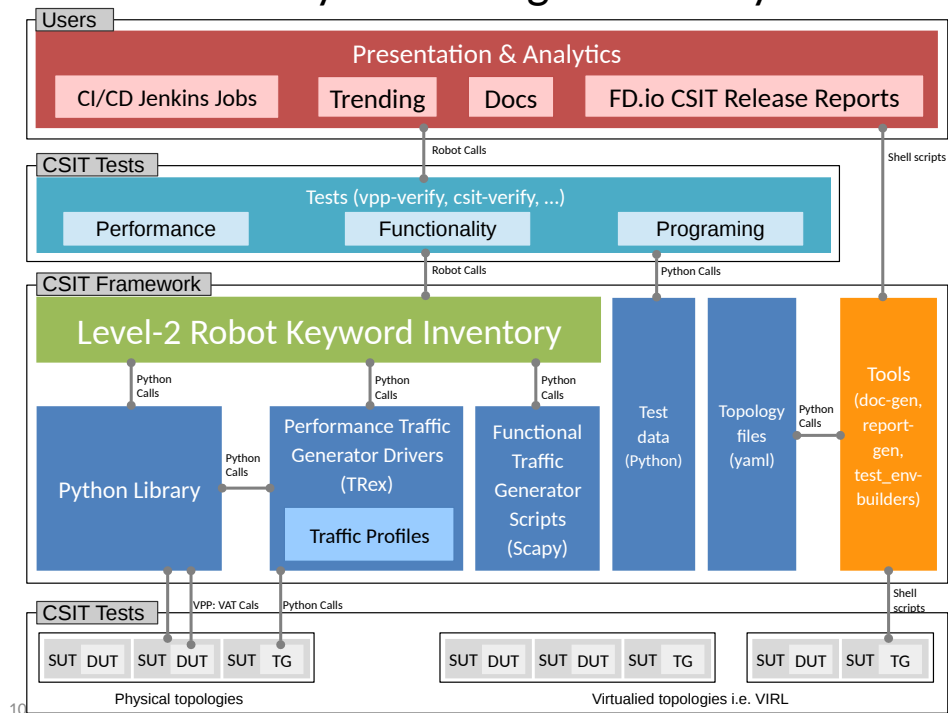 Users
Presentation & Analytics
CI/CD Jenkins Jobs
Trending
Docs
FD.io CSIT Release Reports
Robot Calls
Shell scripts
CSIT Tests
Tests (vpp-verify, csit-verify, ...)
Performance
Functionality
Programing
Robot Calls
Python Calls
CSIT Framework
Level-2 Robot Keyword Inventory
Python
Calls
Python
Calls
Python
Calls
Python Library
Python
Calls
Performance Traffic
Generator Drivers
(TRex)
Traffic Profiles
Functional
Traffic
Generator
Scripts
(Scapy)
Test
data
(Python)
Topology
files
(yaml)
Python
Calls
Tools
(doc-gen,
report-
gen,
test_env-
builders)
VPP: VAT Cals
Python Calls
Shell
scripts
CSIT Tests
SUT DUT SUT DUT SUT TG
SUT DUT SUT DUT SUT TG
SUT DUT SUT TG
Physical topologies
Virtualied topologies i.e. VIRL
10